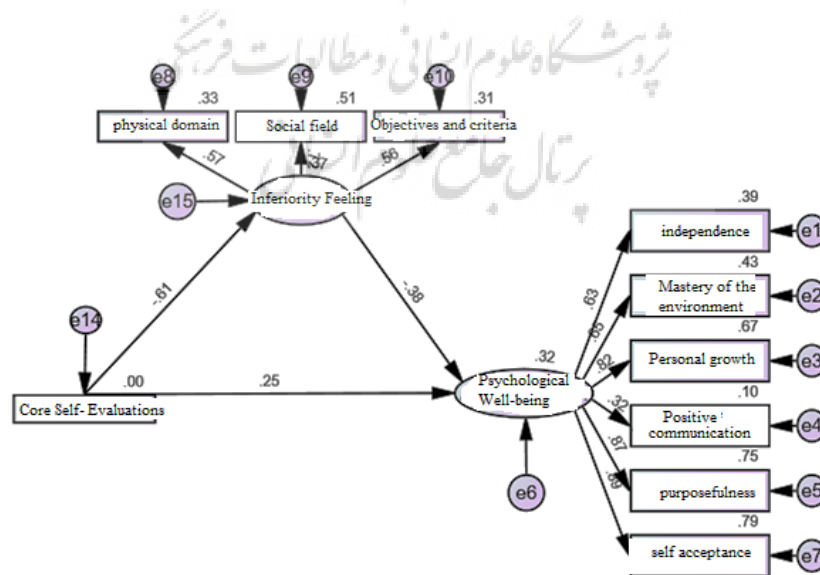 پژوهشگاه علوم انسانی و مطالعات فرهنگی
پرتال جامع علوم انسانی
e8
e9
e10
.33
.51
.31
physical domain
Social field
Objectives and criteria
.57
.56
e15
Inferiority Feeling
-.61
-.38
e14
.00
.25
Core Self- Evaluations
.32
Psychological
Well-being
e6
.39
independence
e1
.63
.43
Mastery of the
environment
e2
.65
.67
Personal growth
e3
.82
.10
Positive
communication
e4
.32
.75
purposefulness
e5
.87
.79
self acceptance
e7
.89